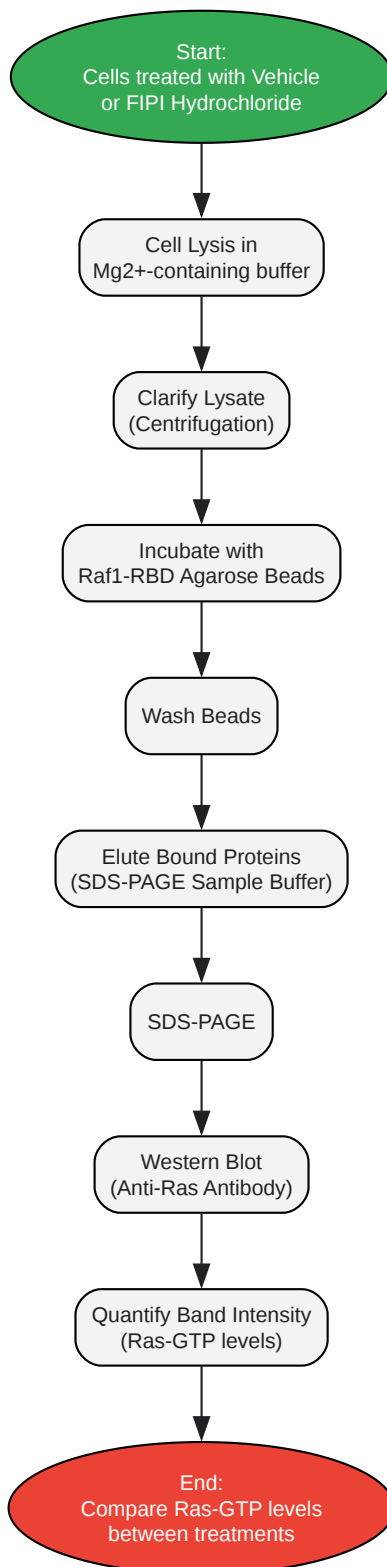 Start:
Cells treated with Vehicle
or FIPI Hydrochloride
Cell Lysis in
Mg2+-containing buffer
Clarify Lysate
(Centrifugation)
Incubate with
Raf1-RBD Agarose Beads
Wash Beads
Elute Bound Proteins
(SDS-PAGE Sample Buffer)
SDS-PAGE
Western Blot
(Anti-Ras Antibody)
Quantify Band Intensity
(Ras-GTP levels)
End:
Compare Ras-GTP levels
between treatments